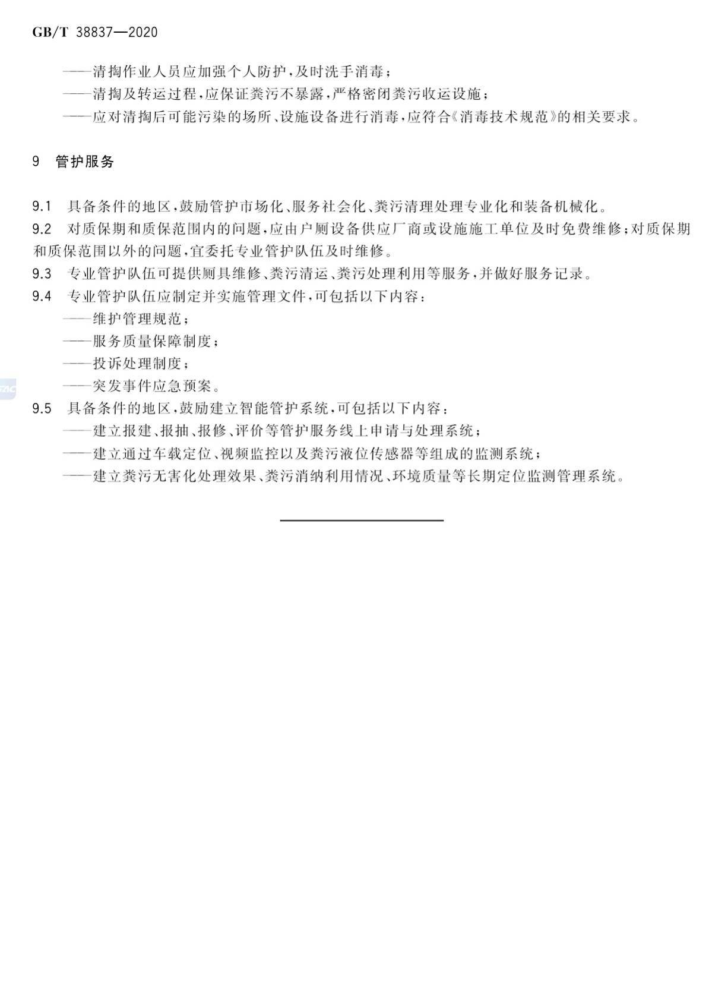 GB/T 38837—2020
——清掏作业人员应加强个人防护,及时洗手消毒;
——清掏及转运过程,应保证粪污不暴露,严格密闭粪污收运设施;
——应对清掏后可能污染的场所、设施设备进行消毒,应符合《消毒技术规范》的相关要求。
9 管护服务
9.1 具备条件的地区,鼓励管护市场化、服务社会化、粪污清理处理专业化和装备机械化。
9.2 对质保期和质保范围内的问题,应由户厕设备供应厂商或设施施工单位及时免费维修;对质保期
和质保范围以外的问题,宜委托专业管护队伍及时维修。
9.3 专业管护队伍可提供厕具维修、粪污清运、粪污处理利用等服务,并做好服务记录。
9.4 专业管护队伍应制定并实施管理文件,可包括以下内容:
——维护管理规范;
——服务质量保障制度;
——投诉处理制度;
——突发事件应急预案。
9.5 具备条件的地区,鼓励建立智能管护系统,可包括以下内容:
——建立报建、报抽、报修、评价等管护服务线上申请与处理系统;
——建立通过车载定位、视频监控以及粪污液位传感器等组成的监测系统;
——建立粪污无害化处理效果、粪污消纳利用情况、环境质量等长期定位监测管理系统。